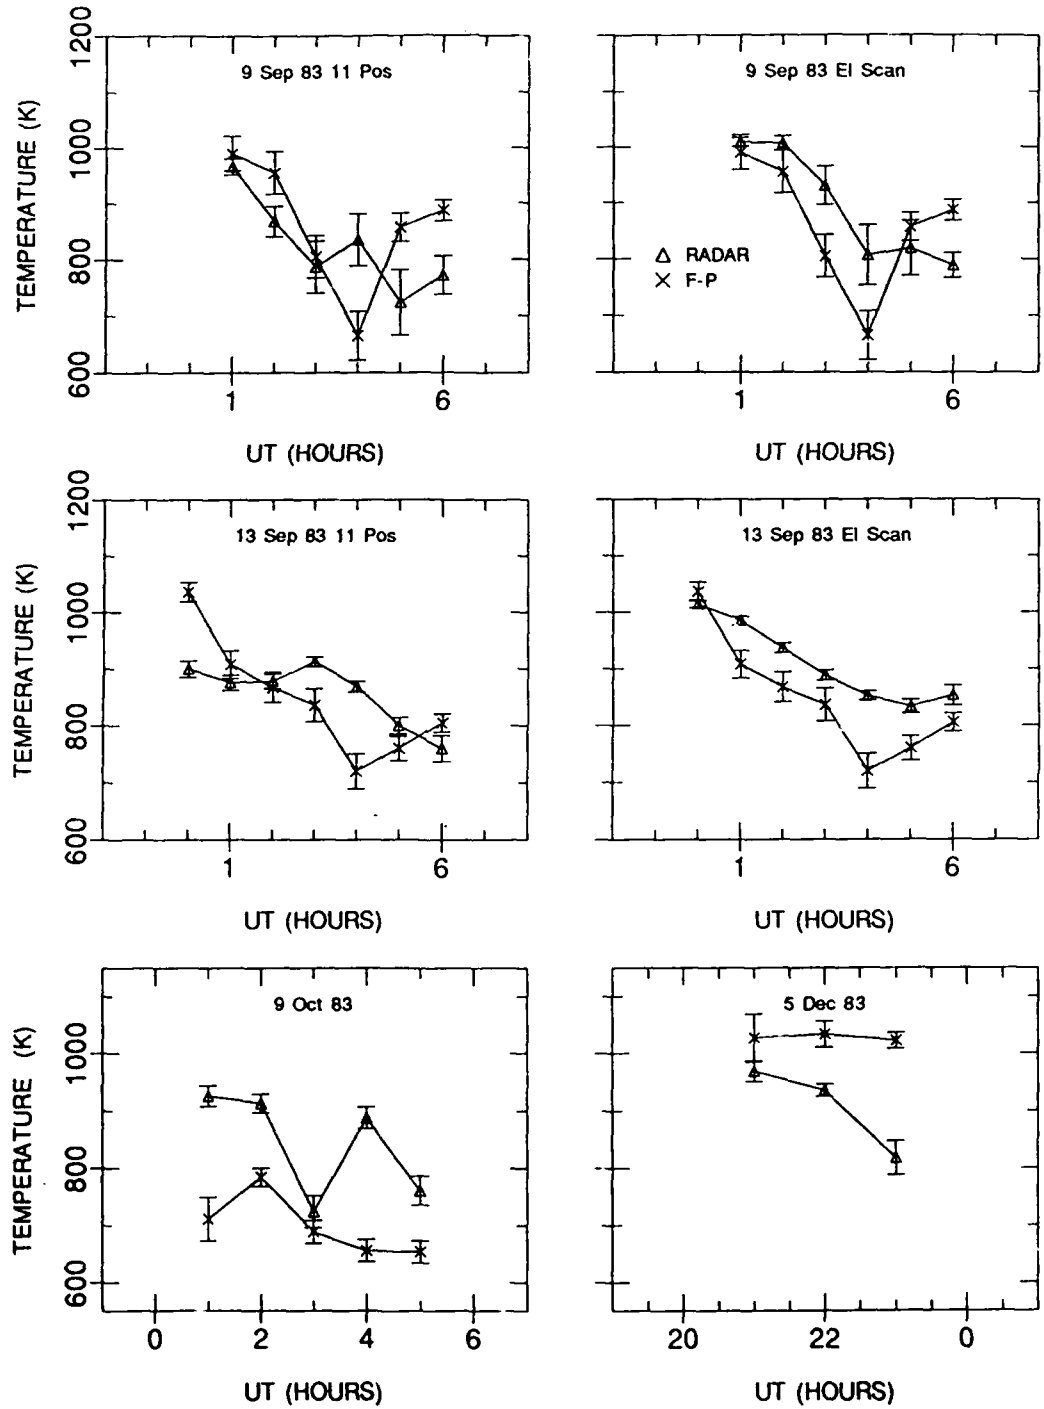 9 Sep 83 11 Pos
TEMPERATURE (K)
1200
1000
800
600
1 6
UT (HOURS)
9 Sep 83 El Scan
△ RADAR
× F-P
1 6
UT (HOURS)
13 Sep 83 11 Pos
TEMPERATURE (K)
1200
1000
800
600
1 6
UT (HOURS)
13 Sep 83 El Scan
1 6
UT (HOURS)
9 Oct 83
TEMPERATURE (K)
1000
800
600
0 2 4 6
UT (HOURS)
5 Dec 83
20 22 0
UT (HOURS)